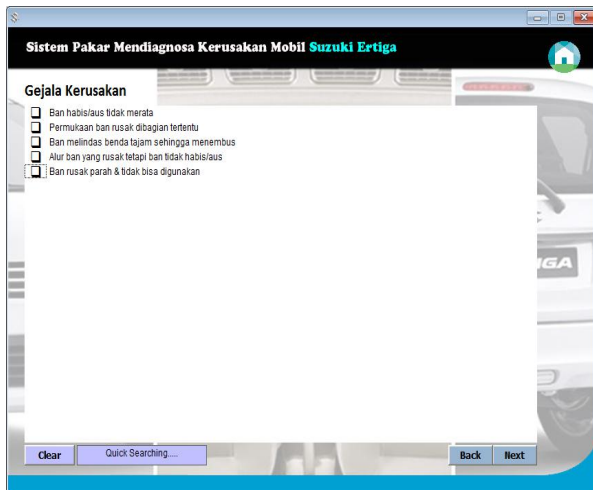 Sistem Pakar Mendiagnosa Kerusakan Mobil Suzuki Ertiga
Gejala Kerusakan
Ban habis/aus tidak merata
Permukaan ban rusak dibagian tertentu
Ban melindas benda tajam sehingga menembus
Alur ban yang rusak tetapi ban tidak habis/aus
Ban rusak parah & tidak bisa digunakan
IGA
Clear
Quick Searching.....
Back
Next